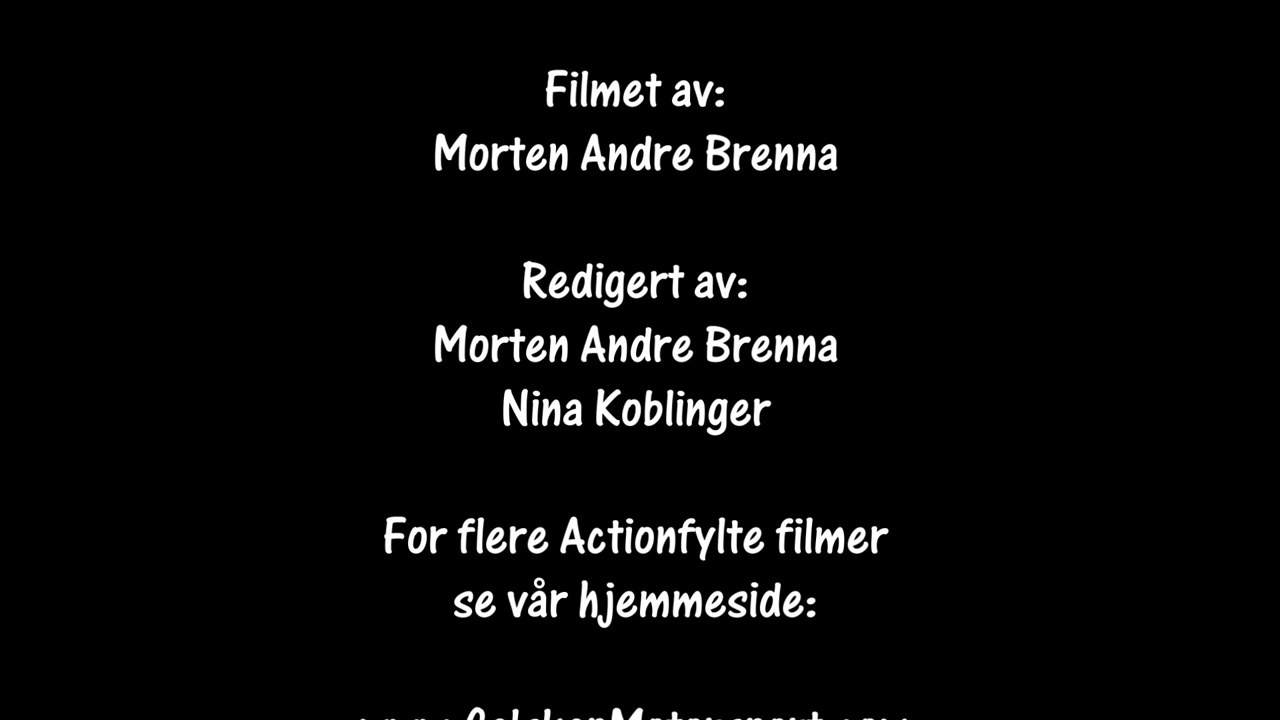 Filmet av:
Morten Andre Brenna
Redigert av:
Morten Andre Brenna
Nina Koblinger
For flere Actionfylte filmer
se vår hjemmeside: